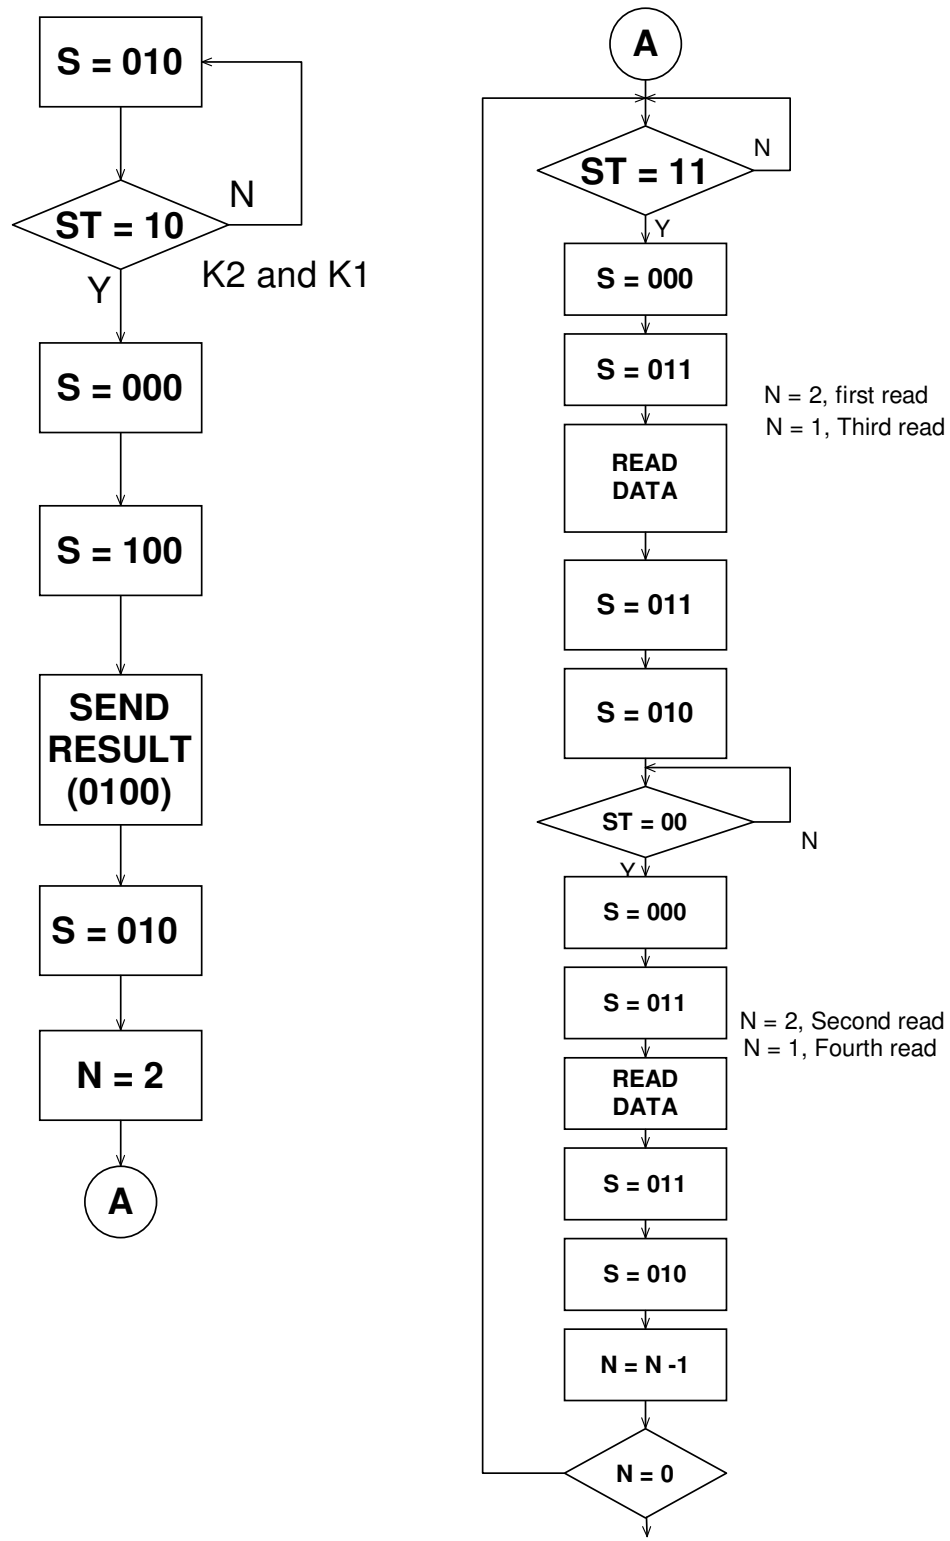 S = 010
ST = 10
N
Y
K2 and K1
S = 000
S = 100
SEND
RESULT
(0100)
S = 010
N = 2
A
A
ST = 11
N
Y
S = 000
S = 011
N = 2, first read
N = 1, Third read
READ
DATA
S = 011
S = 010
ST = 00
N
Y
S = 000
S = 011
N = 2, Second read
N = 1, Fourth read
READ
DATA
S = 011
S = 010
N = N -1
N = 0